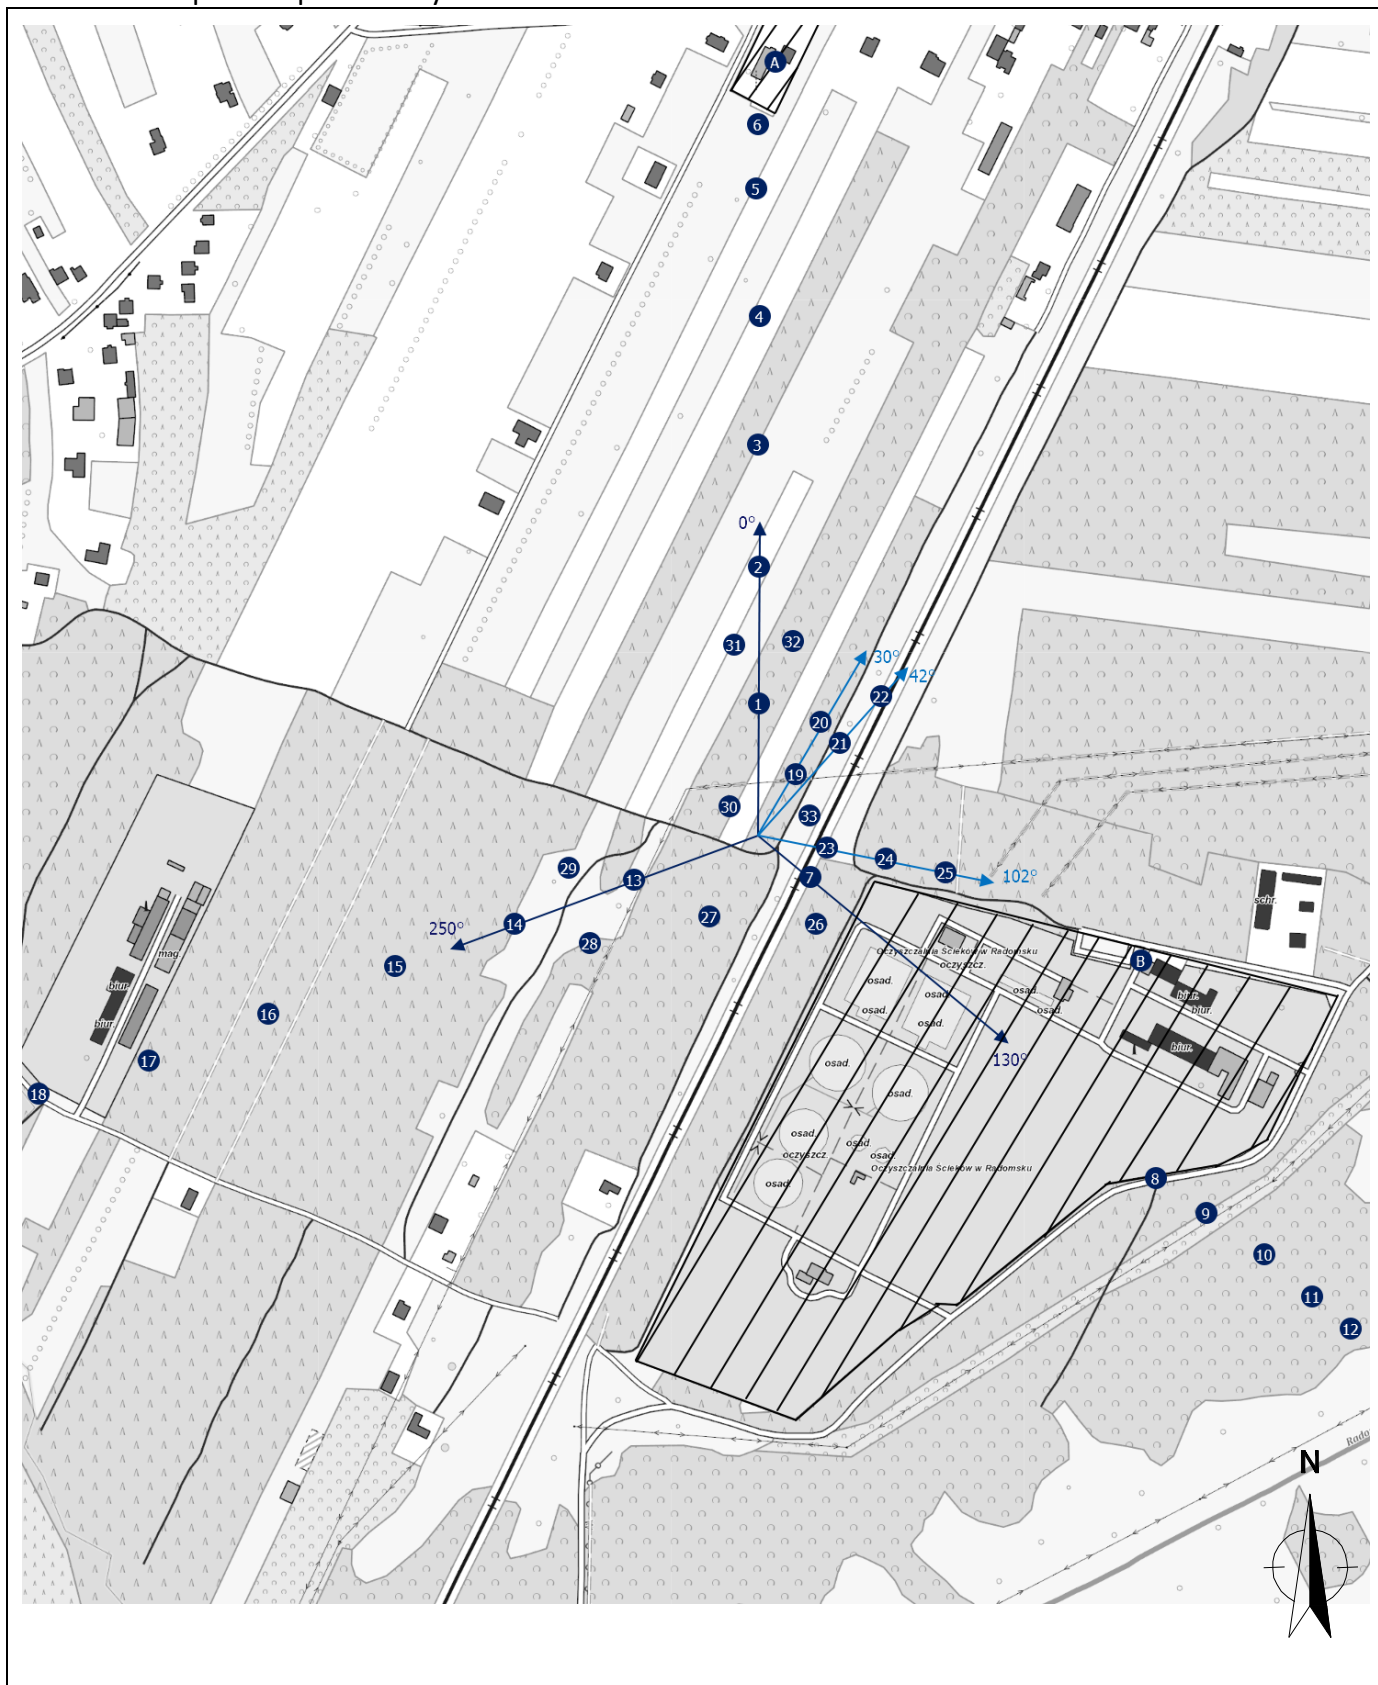 A
6
5
4
3
0°
2
31
32
1
30°
42°
22
20
21
19
30
33
23
24
25
102°
29
13
7
14
250°
27
26
28
15
16
17
18
mag.
biur.
biur.
schr.
B
Oczyszczalnia Ścieków w Radomsku
oczyszcz.
osad.
osad.
osad.
osad.
osad.
osad.
biur.
biur.
biur.
130°
osad.
osad.
osad.
osad.
oczyszcz.
osad.
Oczyszczalnia Ścieków w Radomsku
osad.
8
9
10
11
12
N